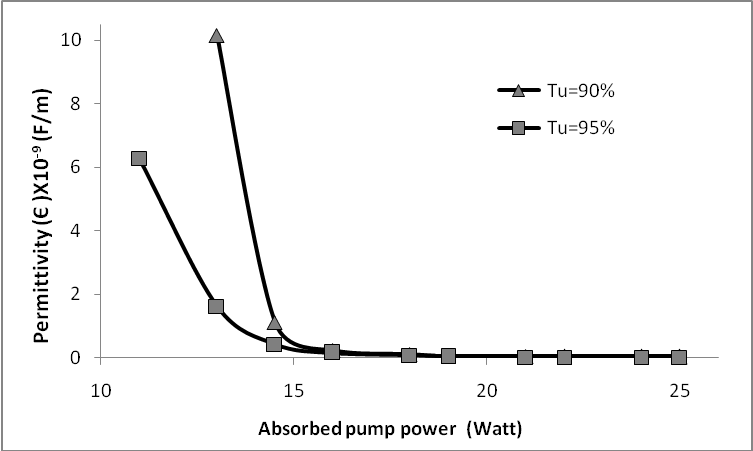 10
8
6
4
2
0
Permittivity (Є )X10⁻⁹ (F/m)
Tu=90%
Tu=95%
10 15 20 25
Absorbed pump power (Watt)